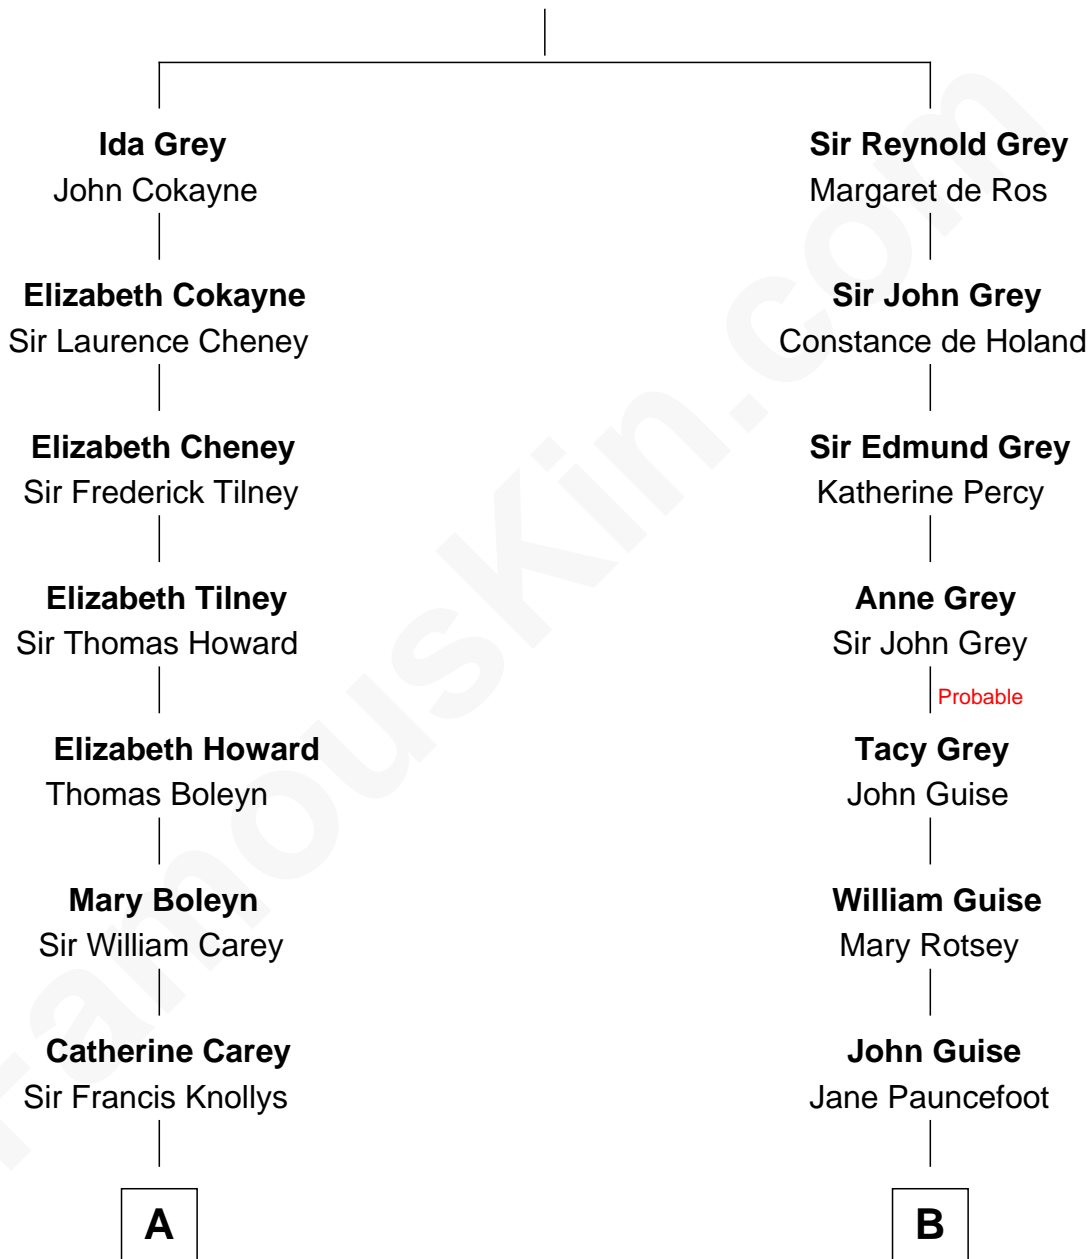 Ida Grey
John Cokayne
Elizabeth Cokayne
Sir Laurence Cheney
Elizabeth Cheney
Sir Frederick Tilney
Elizabeth Tilney
Sir Thomas Howard
Elizabeth Howard
Thomas Boleyn
Mary Boleyn
Sir William Carey
Catherine Carey
Sir Francis Knollys
A
Sir Reynold Grey
Margaret de Ros
Sir John Grey
Constance de Holand
Sir Edmund Grey
Katherine Percy
Anne Grey
Sir John Grey
Probable
Tacy Grey
John Guise
William Guise
Mary Rotsey
John Guise
Jane Pauncefoot
B
FamousKin.com